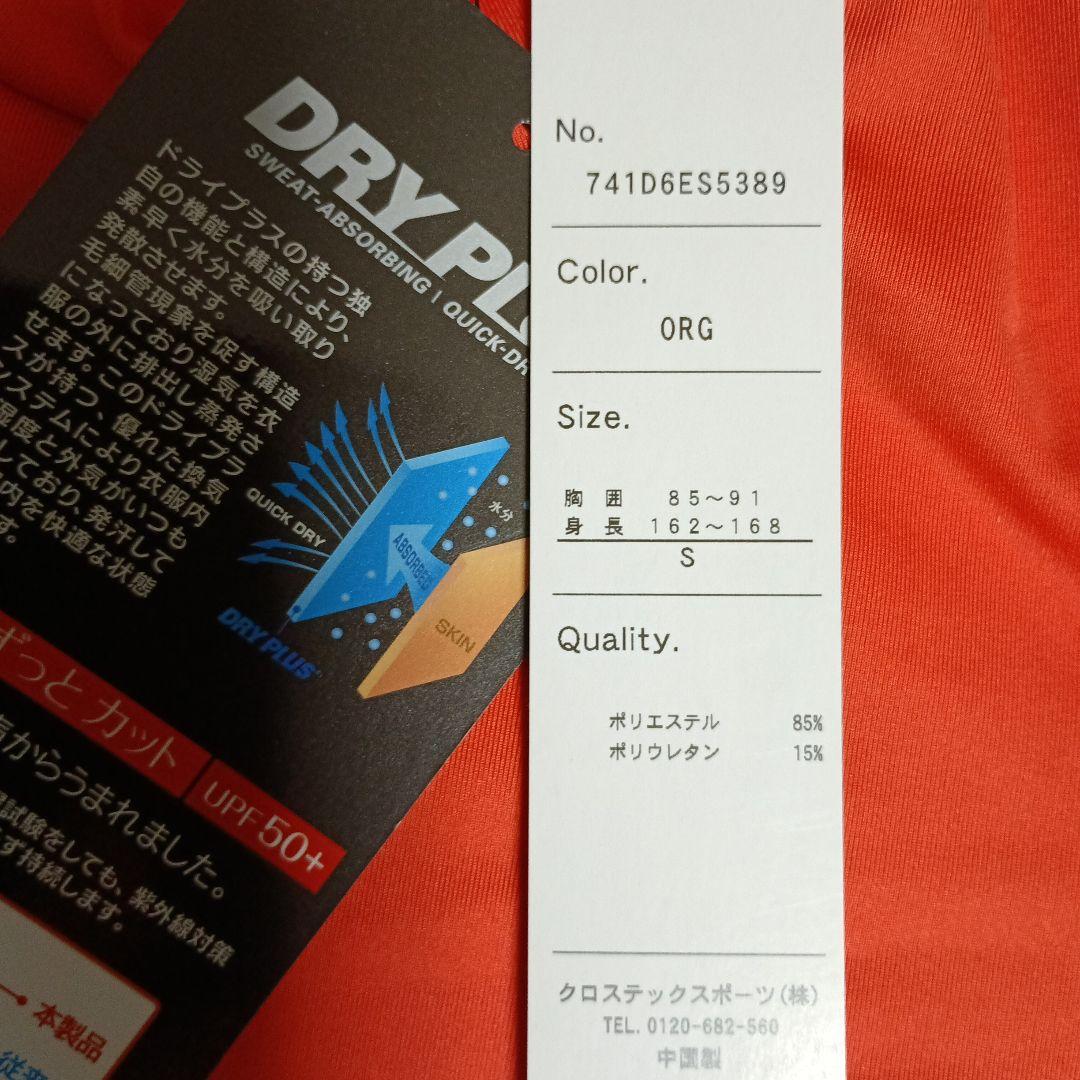 DRY PLU
SWEAT-ABSORBING | QUICK-DR
ドライプラスの持つ独
自の機能と構造により、
素早く水分を吸い取り
発散させます。
毛細管現象を促す構造
になっており湿気を衣
服の外に排出し蒸発さ
せます。このドライプラ
スが持つ、優れた換気
システムにより衣服内
湿度と外気がいつも
しており、発汗して
内を快適な状態
す。
QUICK DRY
水分
ABSORBED
SKIN
DRY PLUS
ずっとカット
UPF50+
からうまれました。
試験をしても、紫外線対策
ず持続します。
本製品
従来
No.
741D6ES5389
Color.
ORG
Size.
胸 囲 85～91
身 長 162～168
S
Quality.
ポリエステル 85%
ポリウレタン 15%
クロステックスポーツ(株)
TEL. 0120-682-560
中国製